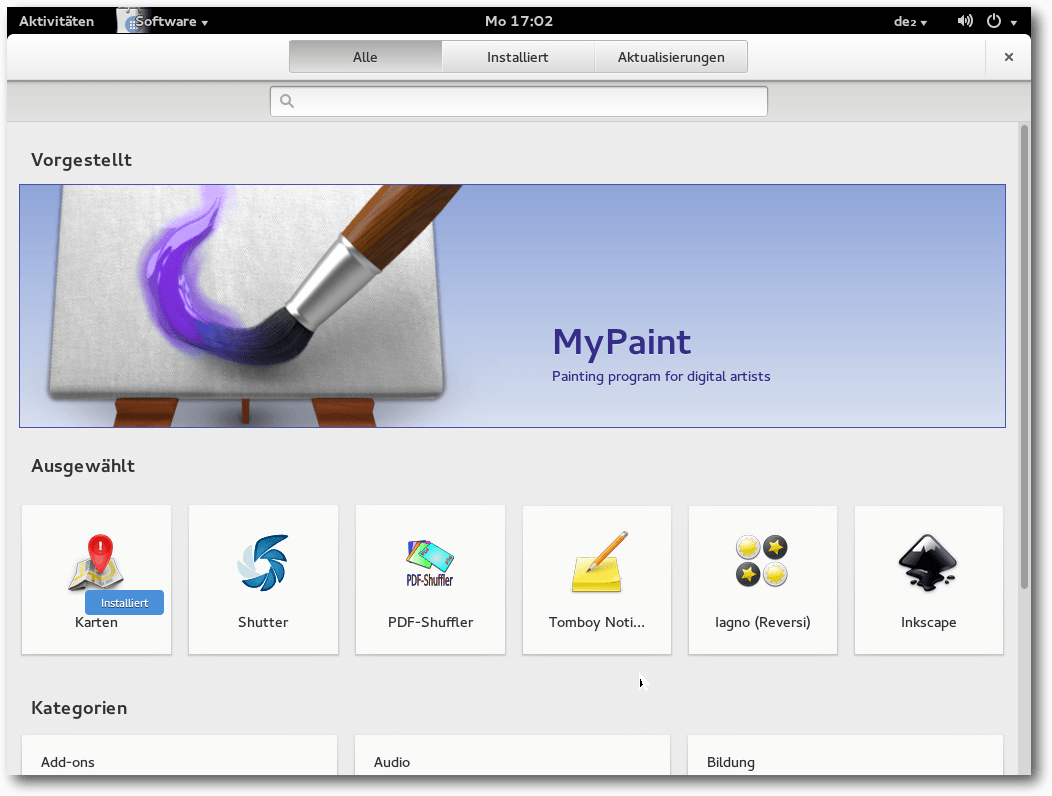 Aktivitäten Software Mo 17:02 de₂
Alle Installiert Aktualisierungen
Vorgestellt
MyPaint
Painting program for digital artists
Ausgewählt
PDF-Shuffler
Installiert
Karten Shutter PDF-Shuffler Tomboy Noti... Iagno (Reversi) Inkscape
Kategorien
Add-ons Audio Bildung